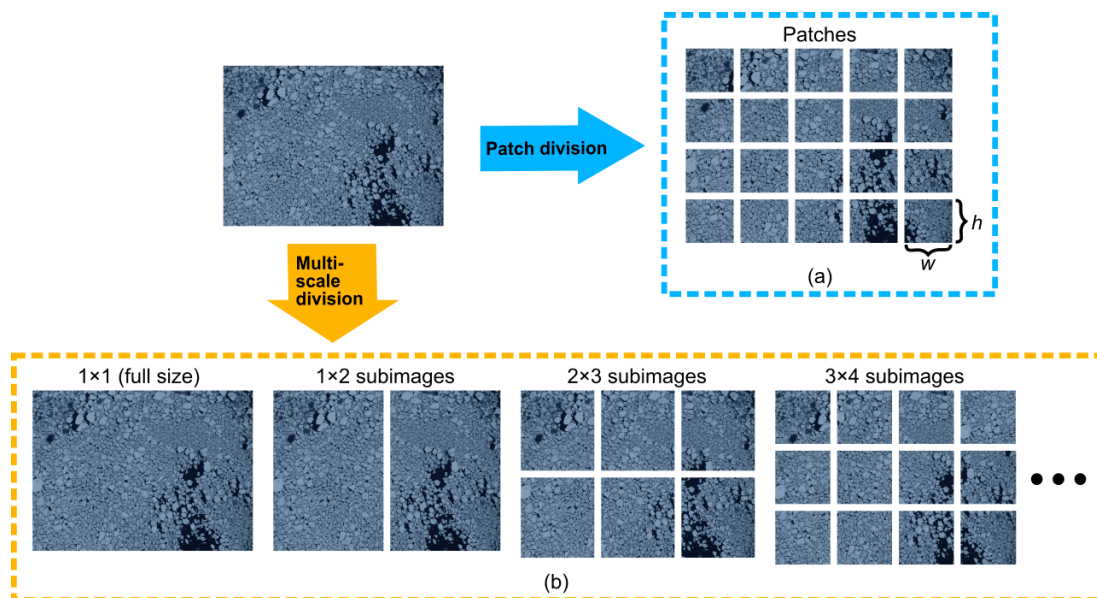 Patches
Patch division
h
w
(a)
Multi-
scale
division
1×1 (full size)
1×2 subimages
2×3 subimages
3×4 subimages
(b)